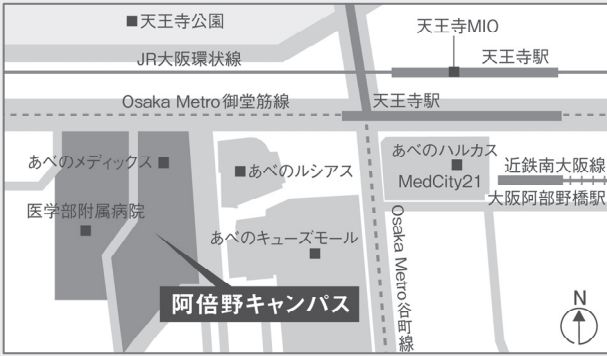 天王寺公園
天王寺MIO
JR大阪環状線
天王寺駅
Osaka Metro御堂筋線
天王寺駅
あべのメディックス
あべのルシアス
あべのハルカス
MedCity21
近鉄南大阪線
大阪阿部野橋駅
医学部附属病院
あべのキューズモール
Osaka Metro谷町線
阿倍野キャンパス
N